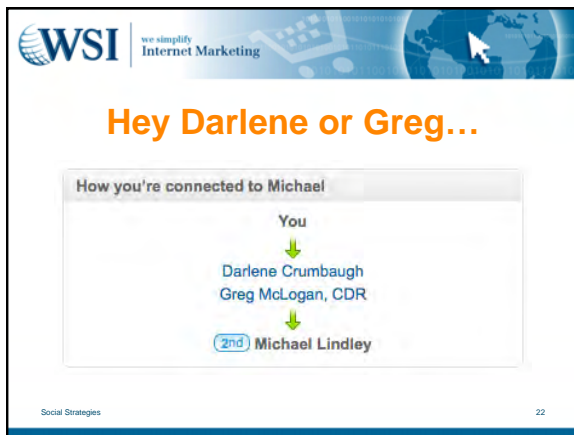 WSI
we simplify
Internet Marketing
Hey Darlene or Greg…
How you're connected to Michael
You
Darlene Crumbaugh
Greg McLogan, CDR
2nd Michael Lindley
Social Strategies
22